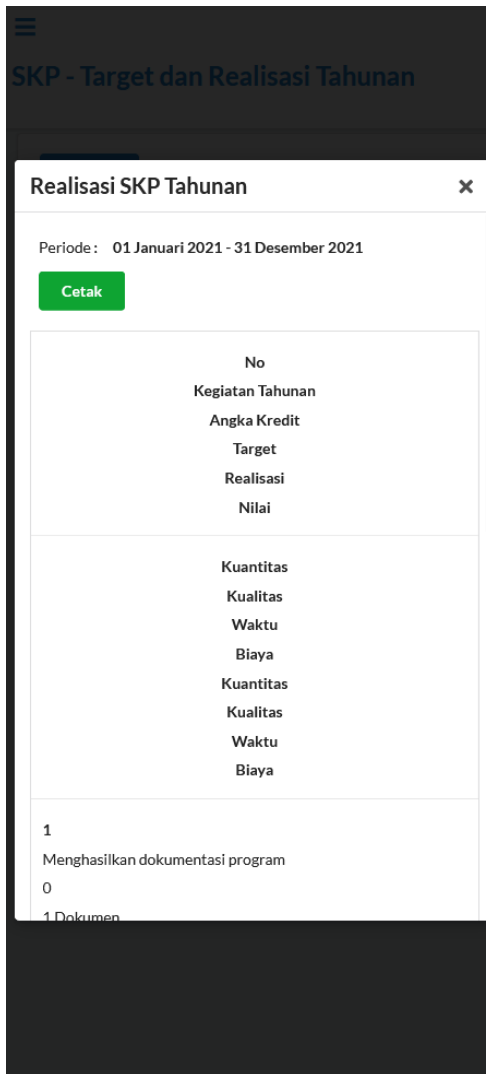 SKP - Target dan Realisasi Tahunan
Realisasi SKP Tahunan
Periode : 01 Januari 2021 - 31 Desember 2021
Cetak
No
Kegiatan Tahunan
Angka Kredit
Target
Realisasi
Nilai
Kuantitas
Kualitas
Waktu
Biaya
Kuantitas
Kualitas
Waktu
Biaya
1
Menghasilkan dokumentasi program
0
1 Dokumen